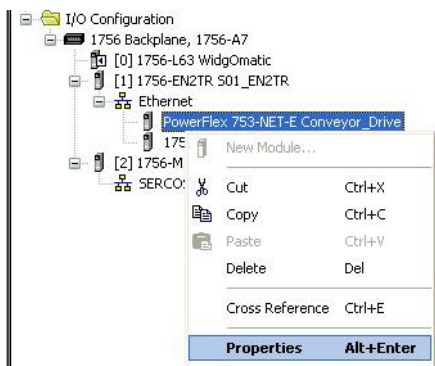 I/O Configuration
1756 Backplane, 1756-A7
[0] 1756-L63 WidgOmatic
[1] 1756-EN2TR S01_EN2TR
Ethernet
PowerFlex 753-NET-E Conveyor_Drive
175
New Module...
[2] 1756-M
SERCOS
Cut Ctrl+X
Copy Ctrl+C
Paste Ctrl+V
Delete Del
Cross Reference Ctrl+E
Properties Alt+Enter